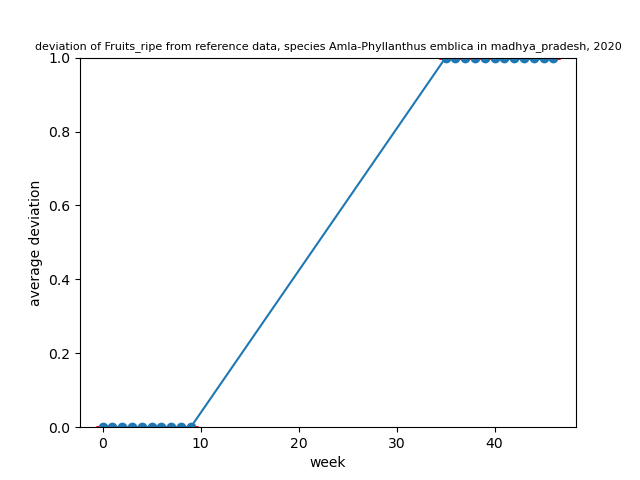 deviation of Fruits_ripe from reference data, species Amla-Phyllanthus emblica in madhya_pradesh, 2020
1.0
0.8
0.6
0.4
0.2
0.0
average deviation
0 10 20 30 40
week